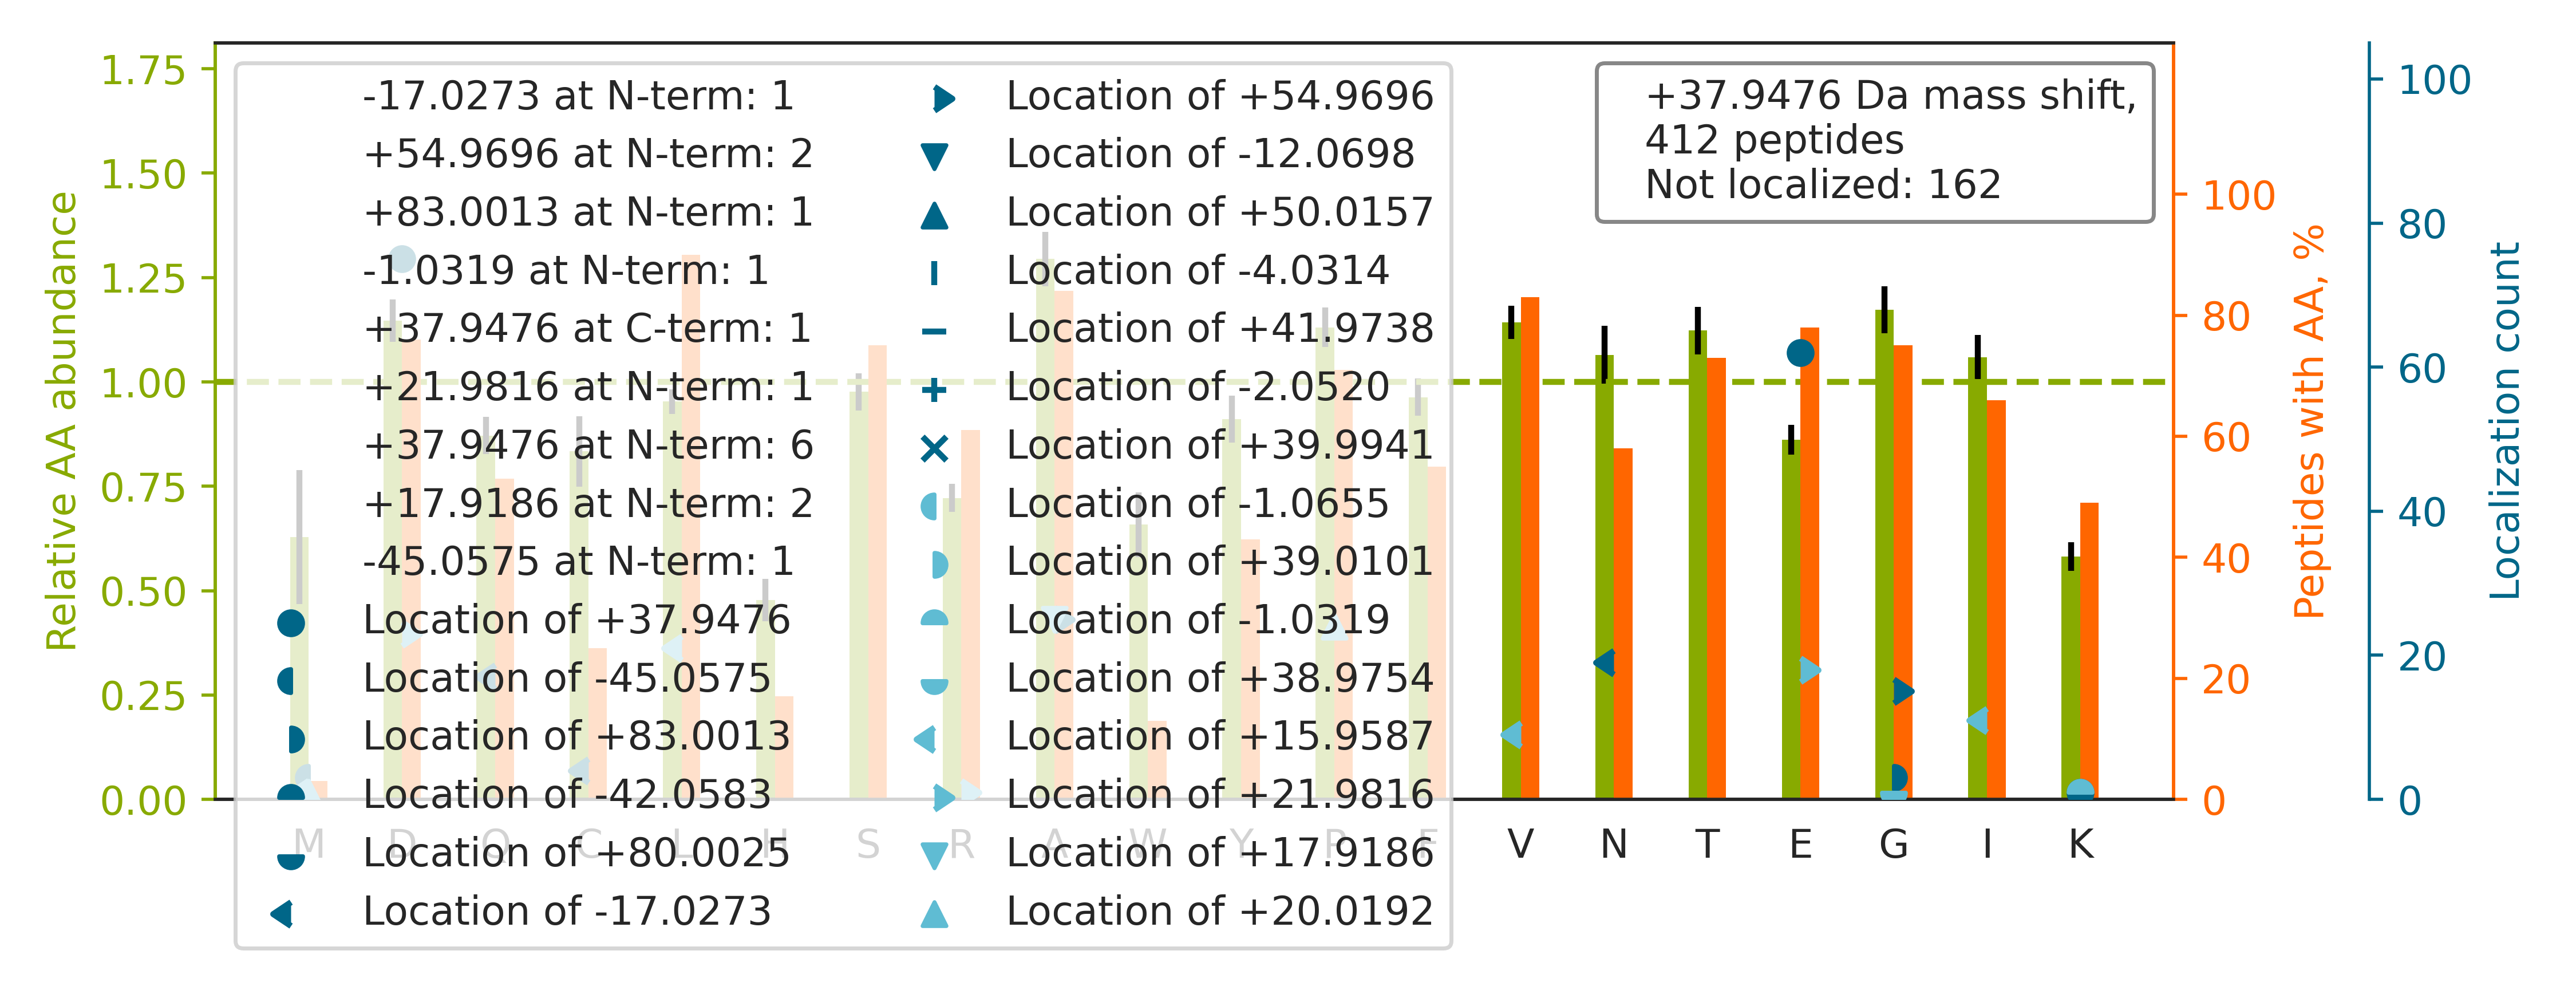 Relative AA abundance
1.75
1.50
1.25
1.00
0.75
0.50
0.25
0.00
-17.0273 at N-term: 1
+54.9696 at N-term: 2
+83.0013 at N-term: 1
-1.0319 at N-term: 1
+37.9476 at C-term: 1
+21.9816 at N-term: 1
+37.9476 at N-term: 6
+17.9186 at N-term: 2
-45.0575 at N-term: 1
Location of +37.9476
Location of -45.0575
Location of +83.0013
Location of -42.0583
Location of +80.0025
Location of -17.0273
Location of +54.9696
Location of -12.0698
Location of +50.0157
Location of -4.0314
Location of +41.9738
Location of -2.0520
Location of +39.9941
Location of -1.0655
Location of +39.0101
Location of -1.0319
Location of +38.9754
Location of +15.9587
Location of +21.9816
Location of +17.9186
Location of +20.0192
+37.9476 Da mass shift,
412 peptides
Not localized: 162
M D Q C L H S R A W Y P F V N T E G I K
100
80
60
40
20
0
Peptides with AA, %
100
80
60
40
20
0
Localization count